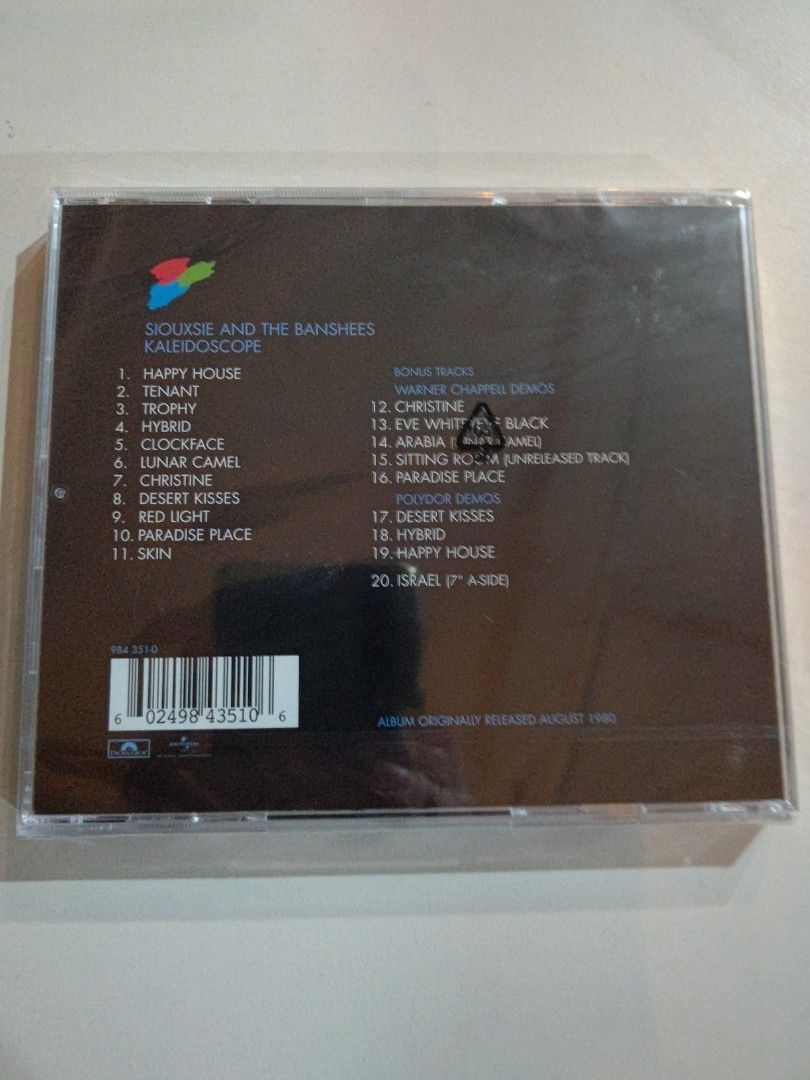 SIOUXSIE AND THE BANSHEES
KALEIDOSCOPE
1. HAPPY HOUSE
2. TENANT
3. TROPHY
4. HYBRID
5. CLOCKFACE
6. LUNAR CAMEL
7. CHRISTINE
8. DESERT KISSES
9. RED LIGHT
10. PARADISE PLACE
11. SKIN
BONUS TRACKS
WARNER CHAPPELL DEMOS
12. CHRISTINE
13. EVE WHITE/EVE BLACK
14. ARABIA (LUNAR CAMEL)
15. SITTING ROOM (UNRELEASED TRACK)
16. PARADISE PLACE
POLYDOR DEMOS
17. DESERT KISSES
18. HYBRID
19. HAPPY HOUSE
20. ISRAEL (7" A-SIDE)
984 351-0
6 02498 43510 6
ALBUM ORIGINALLY RELEASED AUGUST 1980
polydor